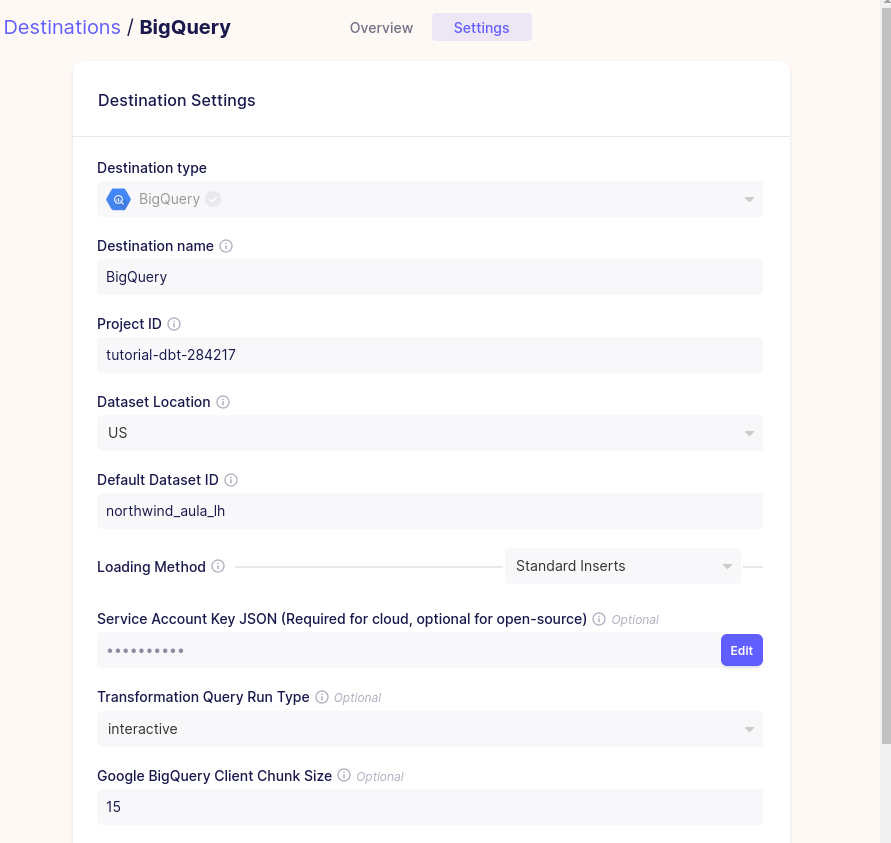 Destinations / BigQuery
Overview
Settings
Destination Settings
Destination type
BigQuery
Destination name
BigQuery
Project ID
tutorial-dbt-284217
Dataset Location
US
Default Dataset ID
northwind_aula_lh
Loading Method
Standard Inserts
Service Account Key JSON (Required for cloud, optional for open-source) Optional
••••••••••
Edit
Transformation Query Run Type Optional
interactive
Google BigQuery Client Chunk Size Optional
15